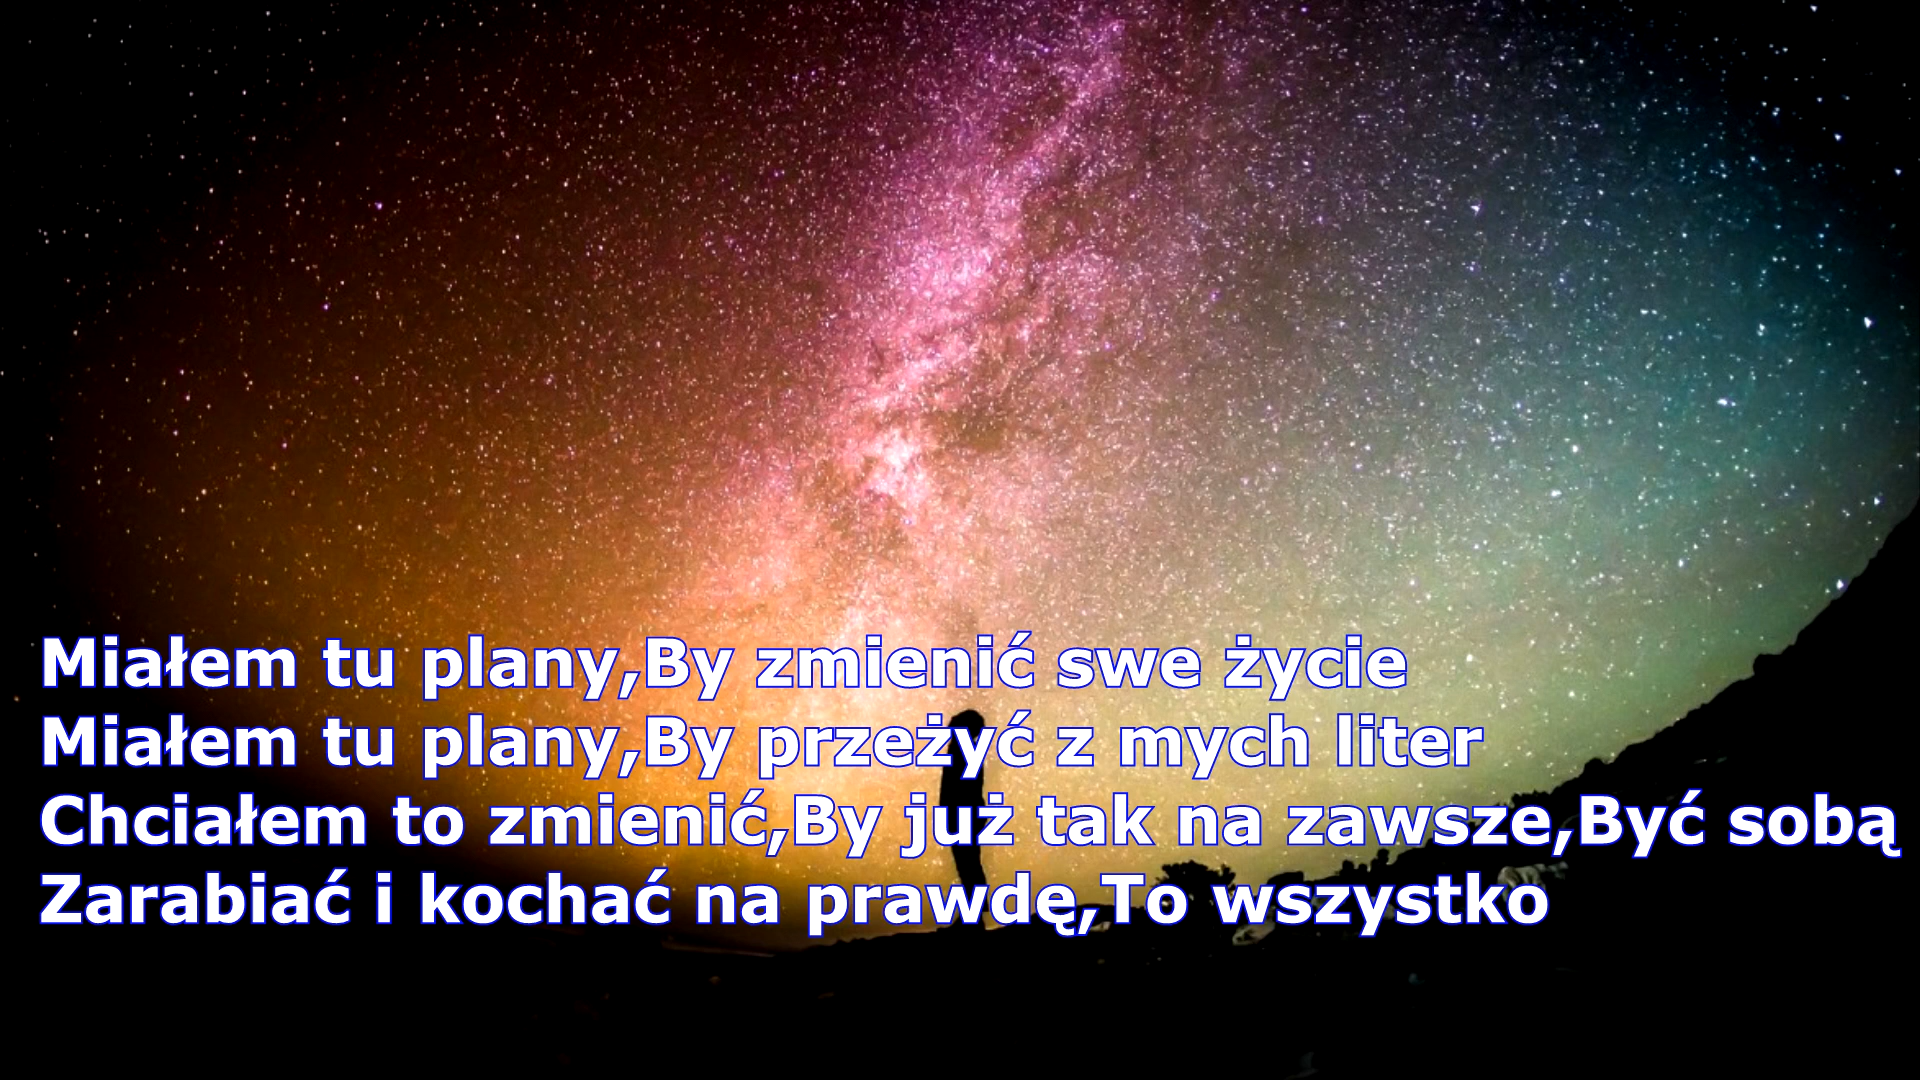 Miałem tu plany,By zmienić swe życie
Miałem tu plany,By przeżyć z mych liter
Chciałem to zmienić,By już tak na zawsze,Być sobą
Zarabiać i kochać na prawdę,To wszystko